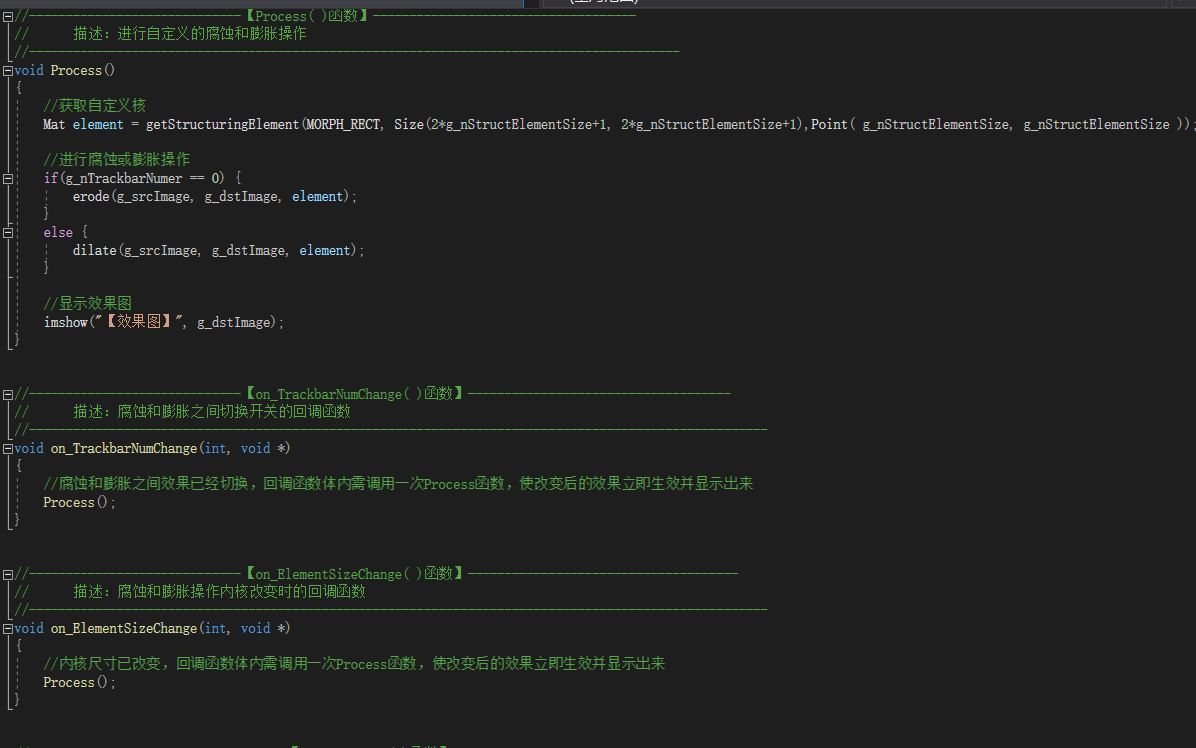 //-----------------------------【Process( )函数】------------------------------------
//      描述：进行自定义的腐蚀和膨胀操作
//-----------------------------------------------------------------------------------------
void Process()
{
    //获取自定义核
    Mat element = getStructuringElement(MORPH_RECT, Size(2*g_nStructElementSize+1, 2*g_nStructElementSize+1),Point( g_nStructElementSize, g_nStructElementSize ));
    //进行腐蚀或膨胀操作
    if(g_nTrackbarNumer == 0) {
        erode(g_srcImage, g_dstImage, element);
    }
    else {
        dilate(g_srcImage, g_dstImage, element);
    }
    //显示效果图
    imshow("【效果图】", g_dstImage);
}
//-----------------------------【on_TrackbarNumChange( )函数】------------------------------------
//      描述：腐蚀和膨胀之间切换开关的回调函数
//-----------------------------------------------------------------------------------------------------
void on_TrackbarNumChange(int, void *)
{
    //腐蚀和膨胀之间效果已经切换，回调函数体内需调用一次Process函数，使改变后的效果立即生效并显示出来
    Process();
}
//-----------------------------【on_ElementSizeChange( )函数】-------------------------------------
//      描述：腐蚀和膨胀操作内核改变时的回调函数
//-----------------------------------------------------------------------------------------------------
void on_ElementSizeChange(int, void *)
{
    //内核尺寸已改变，回调函数体内需调用一次Process函数，使改变后的效果立即生效并显示出来
    Process();
}